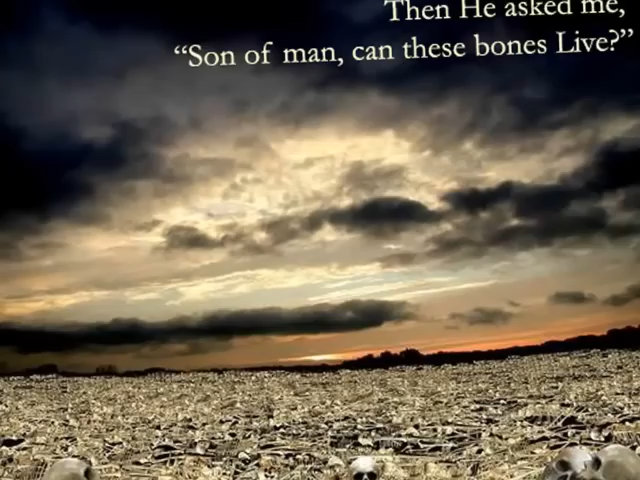 Then He asked me,
“Son of man, can these bones Live?”